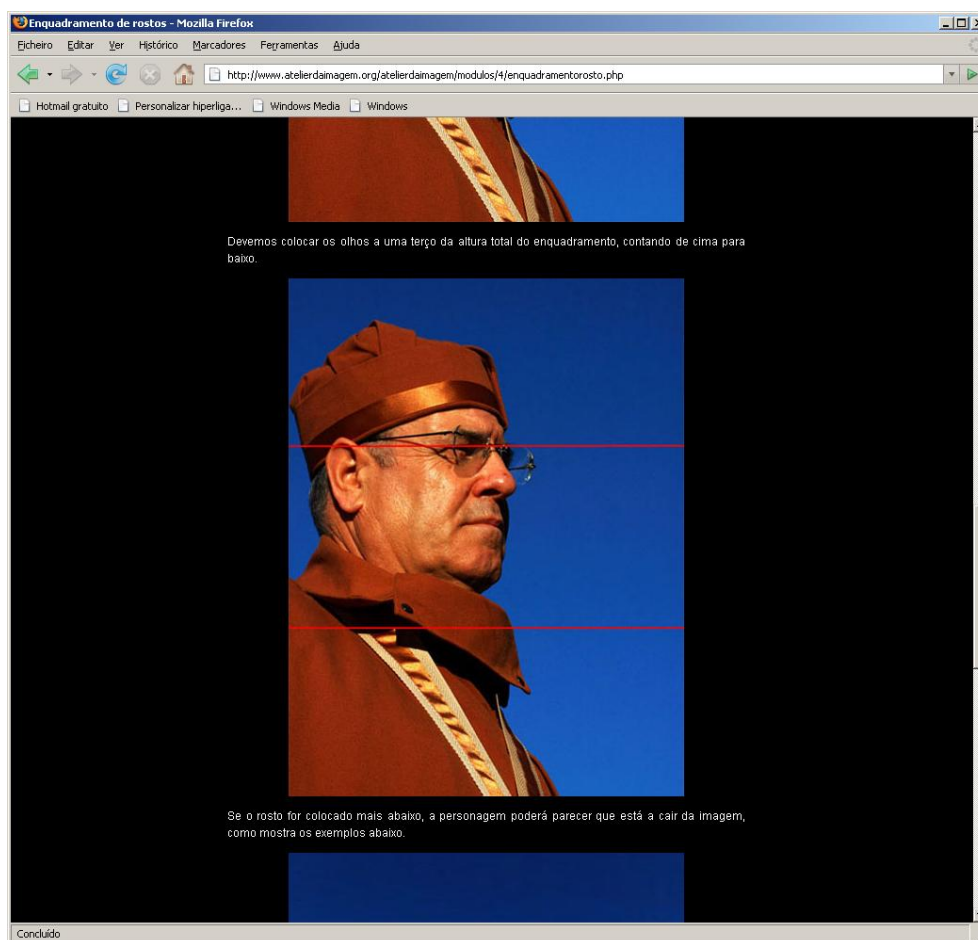 Enquadramento de rostos - Mozilla Firefox
Ficheiro Editar Ver Histórico Marcadores Ferramentas Ajuda
http://www.atelierdaimagem.org/atelierdaimagem/modulos/4/enquadramentorosto.php
Hotmail gratuito Personalizar hiperliga... Windows Media Windows
Devemos colocar os olhos a uma terço da altura total do enquadramento, contando de cima para
baixo.
Se o rosto for colocado mais abaixo, a personagem poderá parecer que está a cair da imagem,
como mostra os exemplos abaixo.
Concluído